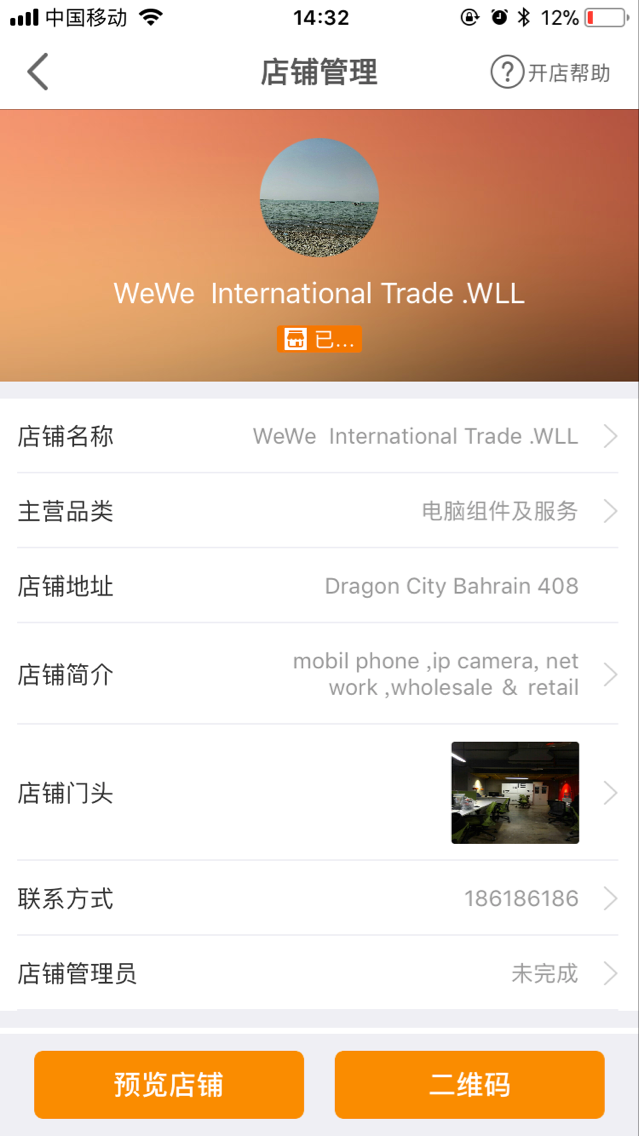 中国移动
14:32
12%
店铺管理
?开店帮助
WeWe  International Trade .WLL
已...
店铺名称
WeWe  International Trade .WLL
主营品类
电脑组件及服务
店铺地址
Dragon City Bahrain 408
店铺简介
mobil phone ,ip camera, net
work ,wholesale & retail
店铺门头
联系方式
186186186
店铺管理员
未完成
预览店铺
二维码